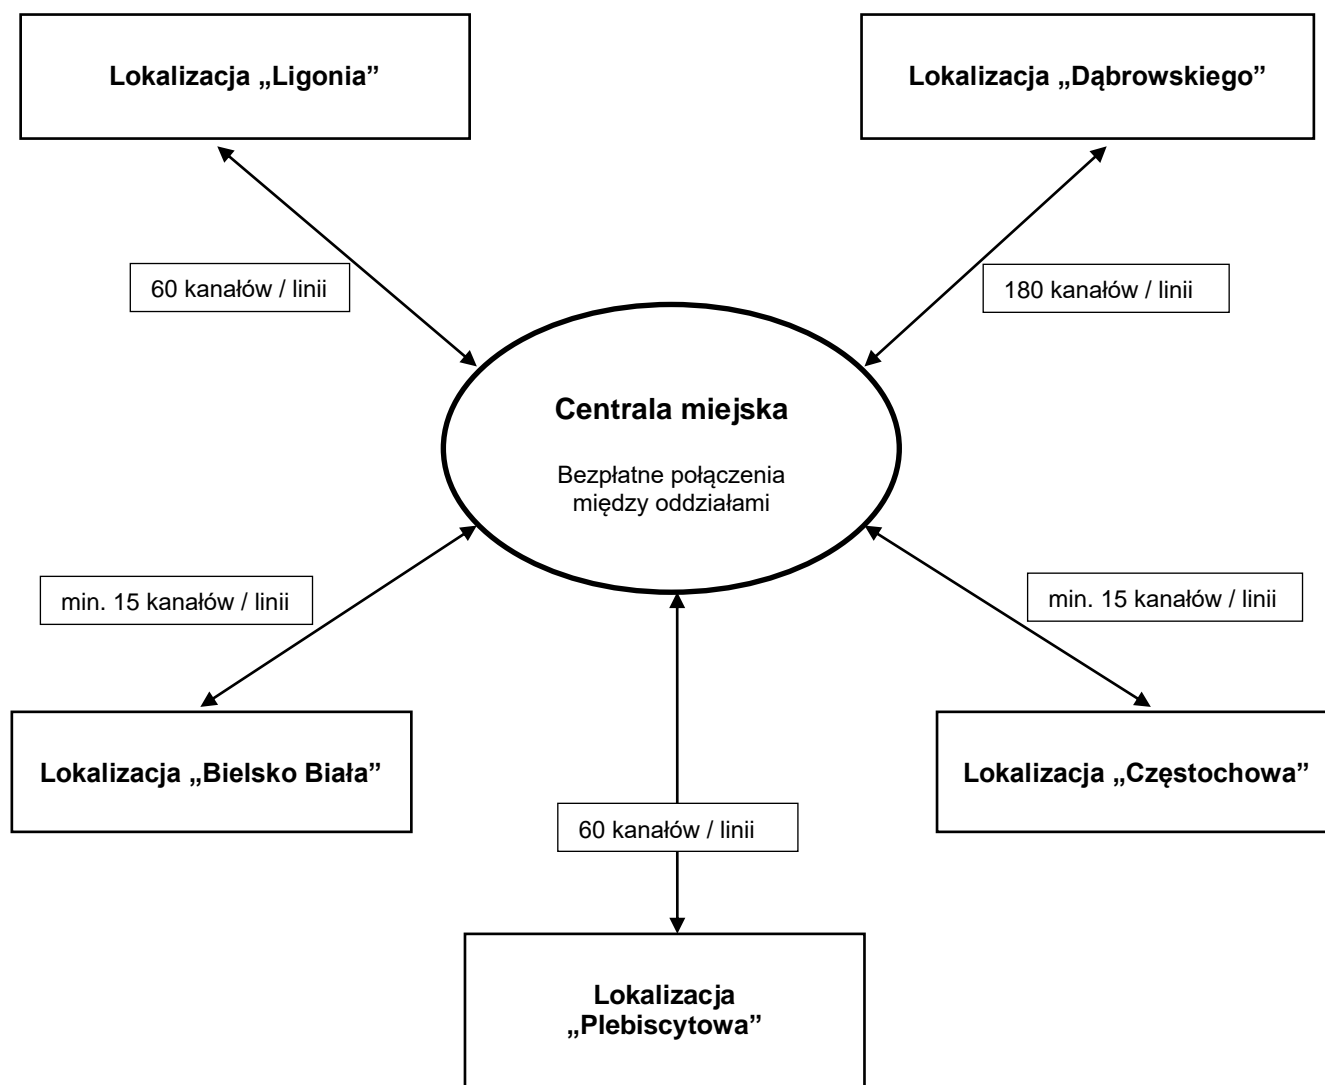 Lokalizacja „Ligonia”
Lokalizacja „Dąbrowskiego”
60 kanałów / linii
180 kanałów / linii
Centrala miejska
Bezpłatne połączenia
między oddziałami
min. 15 kanałów / linii
min. 15 kanałów / linii
Lokalizacja „Bielsko Biała”
Lokalizacja „Częstochowa”
60 kanałów / linii
Lokalizacja
„Plebiscytowa”